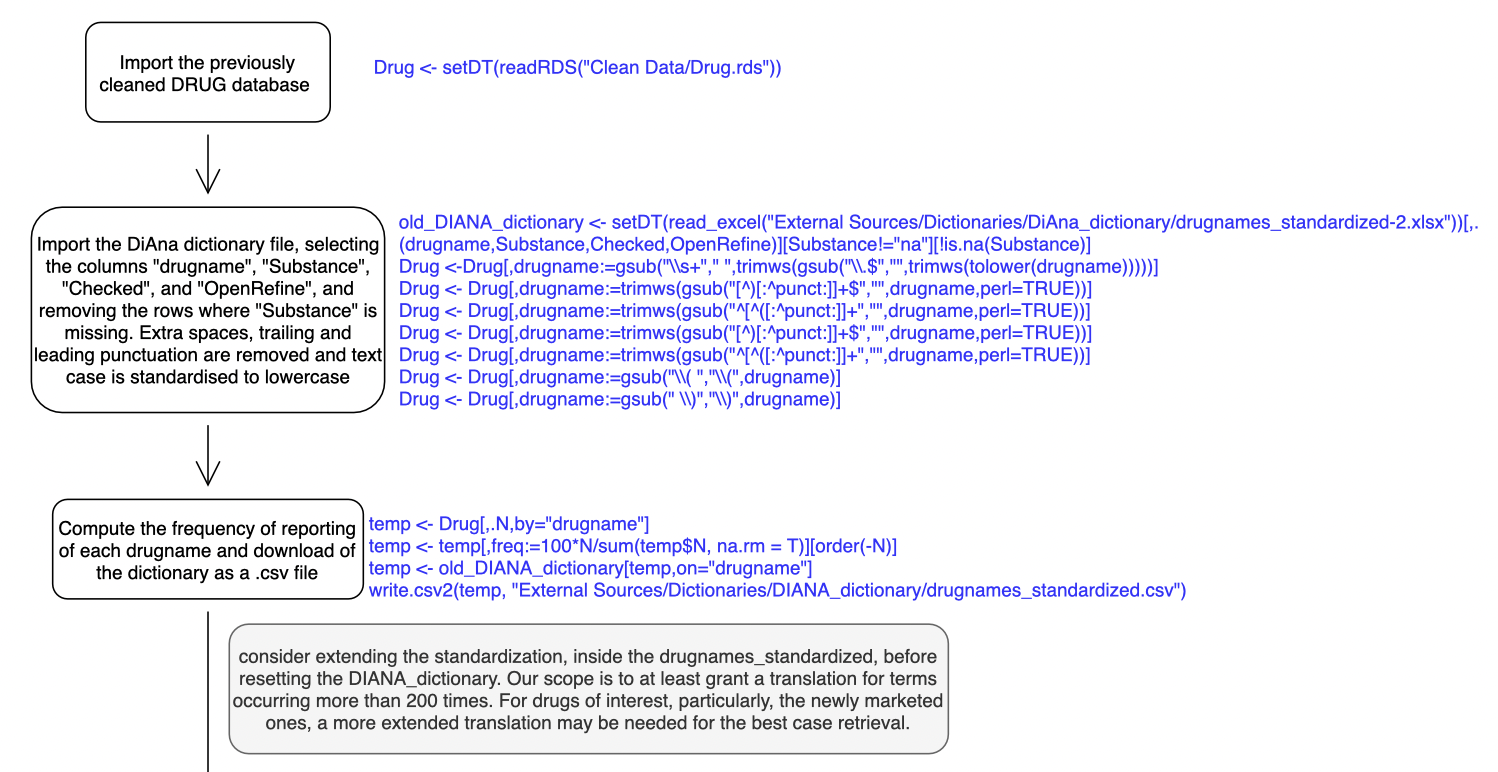 Import the previously
cleaned DRUG database
Drug <- setDT(readRDS("Clean Data/Drug.rds"))
Import the DiAna dictionary file, selecting
the columns "drugname", "Substance",
"Checked", and "OpenRefine", and
removing the rows where "Substance" is
missing. Extra spaces, trailing and
leading punctuation are removed and text
case is standardised to lowercase
old_DIANA_dictionary <- setDT(read_excel("External Sources/Dictionaries/DiAna_dictionary/drugnames_standardized-2.xlsx"))[,.
(drugname,Substance,Checked,OpenRefine)][Substance!="na"][!is.na(Substance)]
Drug <-Drug[,drugname:=gsub("\\s+"," ",trimws(gsub("\\.$","",trimws(tolower(drugname)))))]
Drug <- Drug[,drugname:=trimws(gsub("[^)[:^punct:]]+$","",drugname,perl=TRUE))]
Drug <- Drug[,drugname:=trimws(gsub("^[^([:^punct:]]+","",drugname,perl=TRUE))]
Drug <- Drug[,drugname:=trimws(gsub("[^)[:^punct:]]+$","",drugname,perl=TRUE))]
Drug <- Drug[,drugname:=trimws(gsub("^[^([:^punct:]]+","",drugname,perl=TRUE))]
Drug <- Drug[,drugname:=gsub("\\( ","\\(",drugname)]
Drug <- Drug[,drugname:=gsub(" \\)","\\)",drugname)]
Compute the frequency of reporting
of each drugname and download of
the dictionary as a .csv file
temp <- Drug[,.N,by="drugname"]
temp <- temp[,freq:=100*N/sum(temp$N, na.rm = T)][order(-N)]
temp <- old_DIANA_dictionary[temp,on="drugname"]
write.csv2(temp, "External Sources/Dictionaries/DIANA_dictionary/drugnames_standardized.csv")
consider extending the standardization, inside the drugnames_standardized, before
resetting the DIANA_dictionary. Our scope is to at least grant a translation for terms
occurring more than 200 times. For drugs of interest, particularly, the newly marketed
ones, a more extended translation may be needed for the best case retrieval.